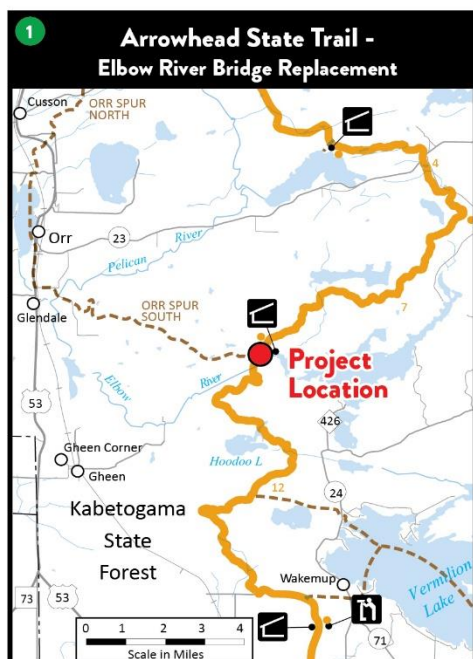 1
Arrowhead State Trail -
Elbow River Bridge Replacement
Cusson
ORR SPUR
NORTH
4
Orr
23
Pelican
River
ORR SPUR
SOUTH
Glendale
7
Project
Location
Elbow
River
53
426
Gheen Corner
Gheen
Hoodoo L
12
24
Kabetogama
State
Forest
Wakemup
Vermilion
Lake
73
53
71
0 1 2 3 4
Scale in Miles